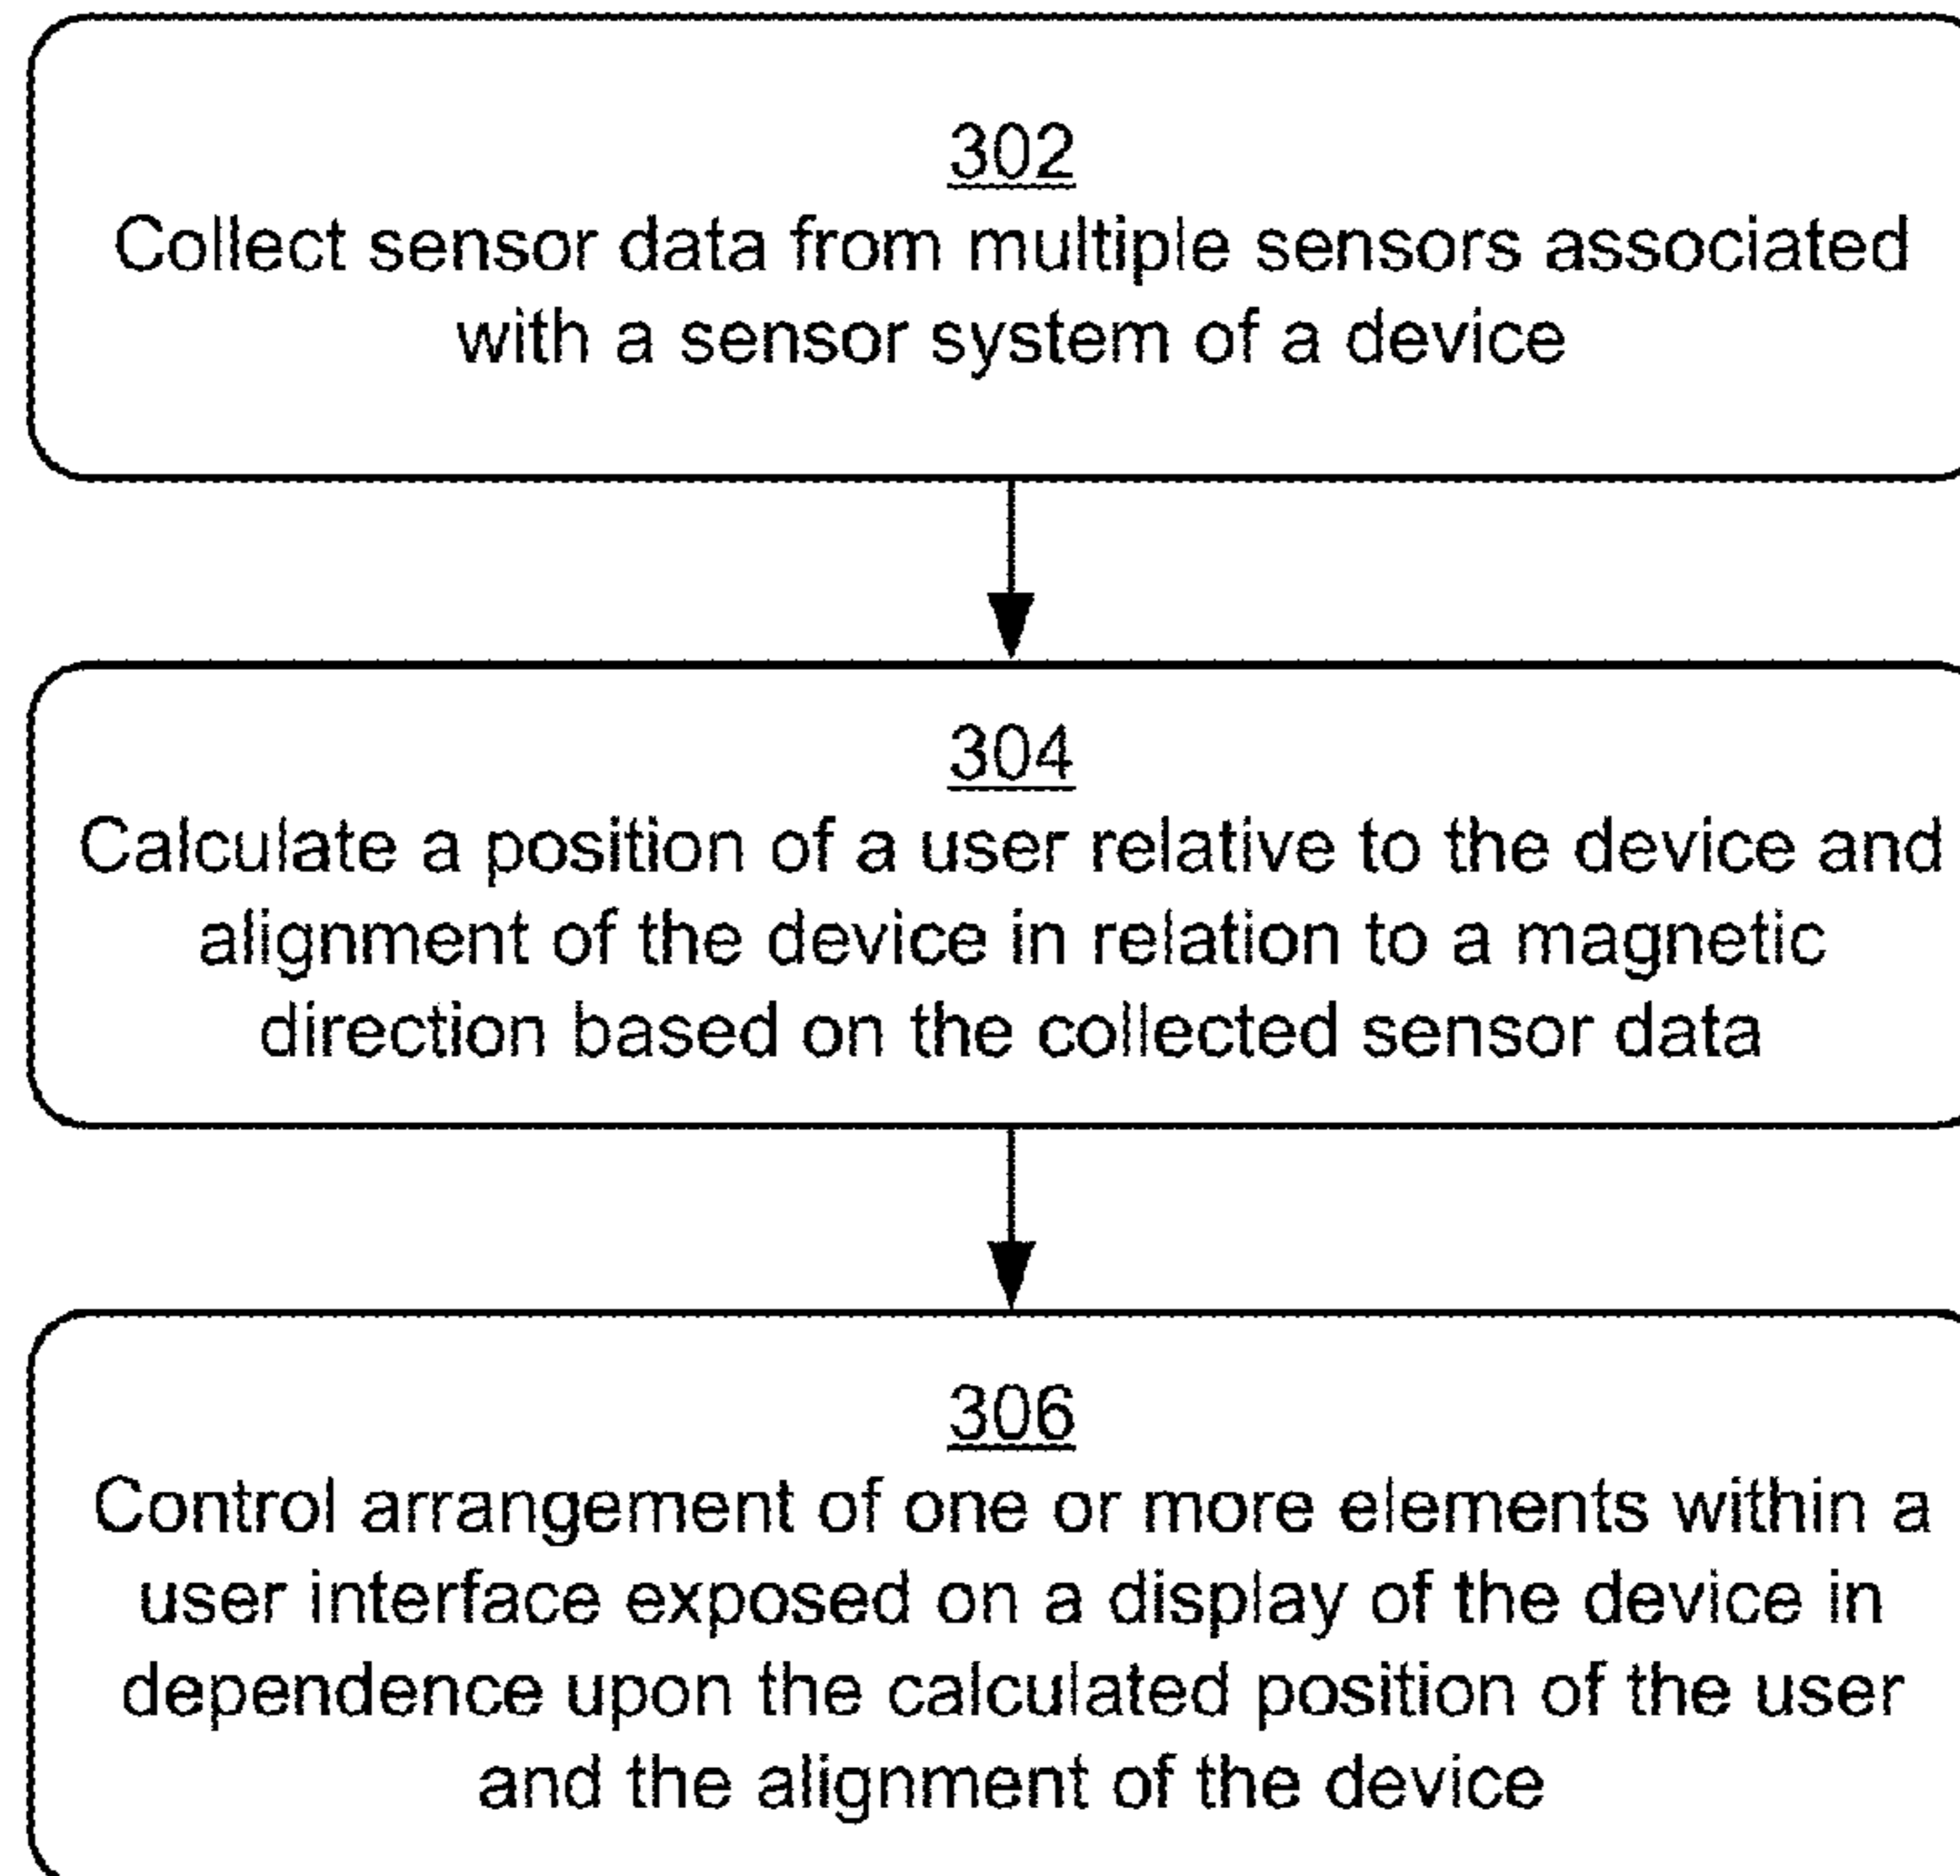 302
Collect sensor data from multiple sensors associated
with a sensor system of a device
304
Calculate a position of a user relative to the device and
alignment of the device in relation to a magnetic
direction based on the collected sensor data
306
Control arrangement of one or more elements within a
user interface exposed on a display of the device in
dependence upon the calculated position of the user
and the alignment of the device